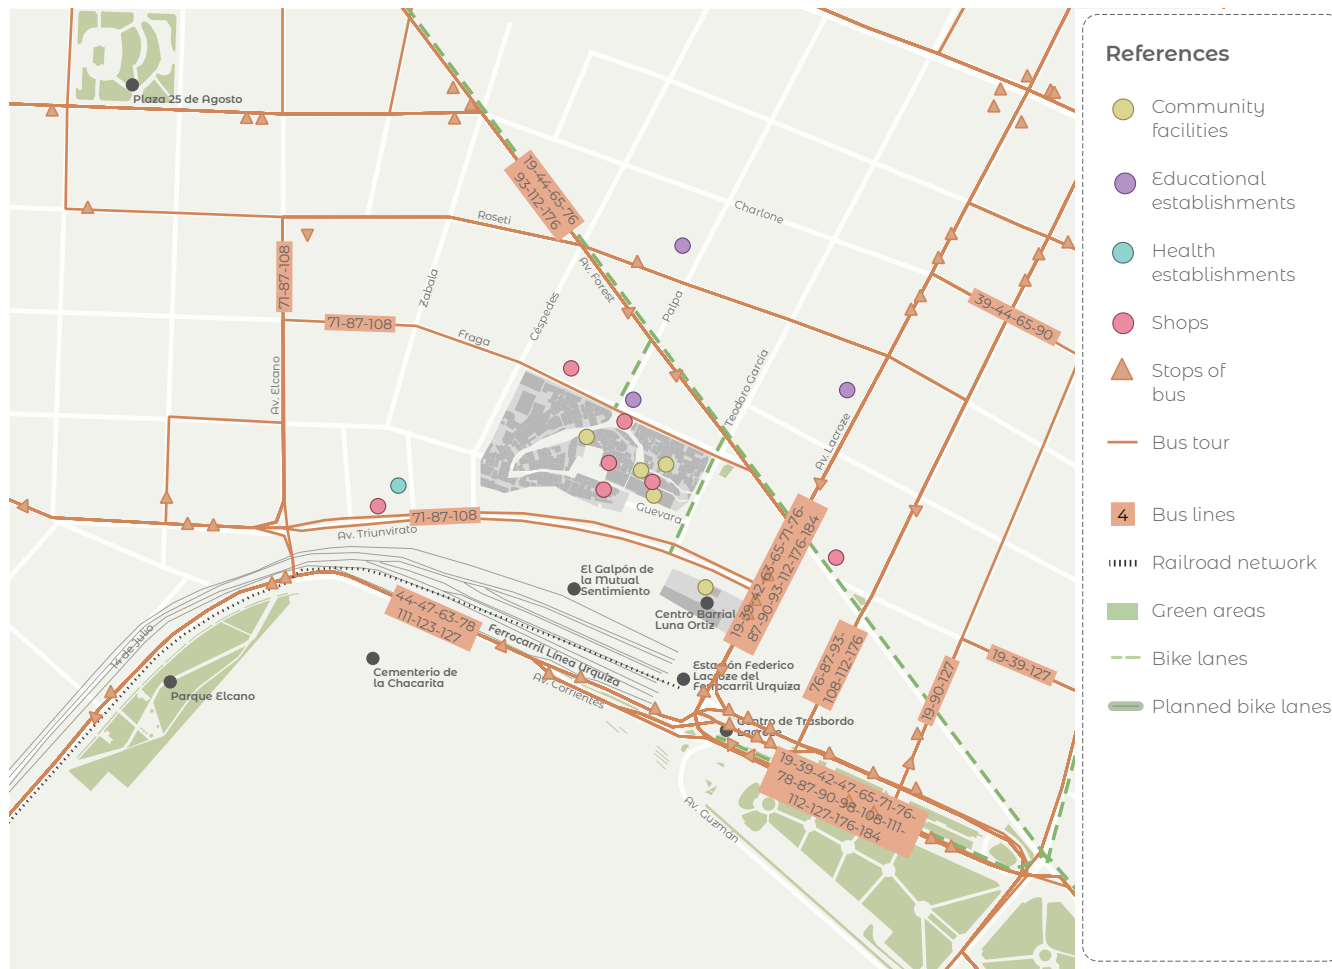 Plaza 25 de Agosto
19-44-65-76
93-112-176
Charlone
Roseti
Av. Forest
Zabala
Céspedes
Palpa
71-87-108
71-87-108
Fraga
39-44-65-90
Av. Elcano
Teodoro García
Av. Lacroze
Guevara
71-87-108
Av. Triunvirato
19-39-42-63-65-71-76-
87-90-93-112-176-184
El Galpón de
la Mutual
Sentimiento
Centro Barrial
Luna Ortiz
44-47-63-78
111-123-127
14 de Julio
Ferrocarril Línea Urquiza
Cementerio de
la Chacarita
Parque Elcano
Av. Corrientes
Estación Federico
Lacroze del
Ferrocarril Urquiza
76-87-93-
108-112-176
19-90-127
19-39-127
Centro de Trasbordo
Lacroze
19-39-42-47-65-71-76-
78-87-90-98-108-111-
112-127-176-184
Av. Guzmán
References
Community
facilities
Educational
establishments
Health
establishments
Shops
Stops of
bus
Bus tour
4
Bus lines
Railroad network
Green areas
Bike lanes
Planned bike lanes